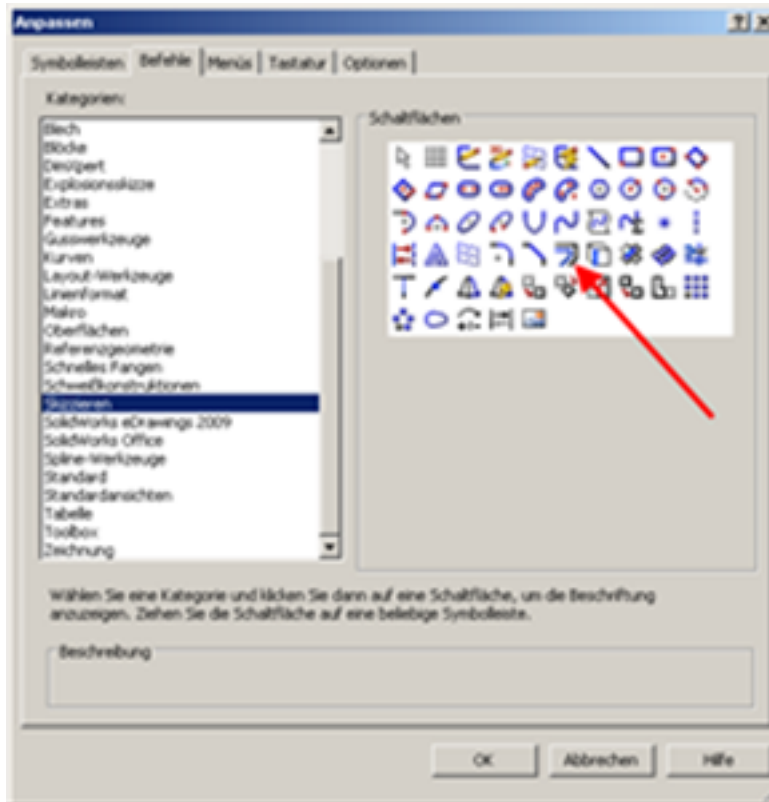 Anpassen
Symbolleisten Befehle Menüs Tastatur Optionen
Kategorien:
Schaltflächen
Blech
Blöcke
DimXpert
Explosionsskizze
Extras
Features
Gusswerkzeuge
Kurven
Layout-Werkzeuge
Linienformat
Makro
Oberflächen
Referenzgeometrie
Schnelles Fangen
Schweißkonstruktionen
Skizzieren
SolidWorks eDrawings 2009
SolidWorks Office
Spline-Werkzeuge
Standard
Standardansichten
Tabelle
Toolbox
Zeichnung
Wählen Sie eine Kategorie und klicken Sie dann auf eine Schaltfläche, um die Beschriftung
anzuzeigen. Ziehen Sie die Schaltfläche auf eine beliebige Symbolleiste.
Beschreibung
OK Abbrechen Hilfe